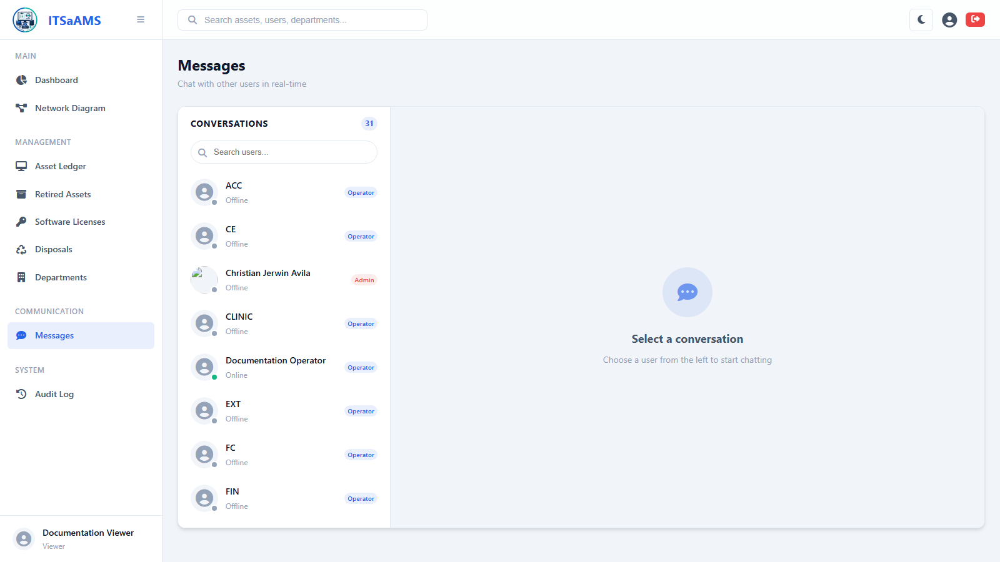 ITSaAMS
Search assets, users, departments...
MAIN
Dashboard
Network Diagram
MANAGEMENT
Asset Ledger
Retired Assets
Software Licenses
Disposals
Departments
COMMUNICATION
Messages
SYSTEM
Audit Log
Documentation Viewer
Viewer
Messages
Chat with other users in real-time
CONVERSATIONS 31
Search users...
ACC
Offline
Operator
CE
Offline
Operator
Christian Jerwin Avila
Offline
Admin
CLINIC
Offline
Operator
Documentation Operator
Online
Operator
EXT
Offline
Operator
FC
Offline
Operator
FIN
Offline
Operator
Select a conversation
Choose a user from the left to start chatting